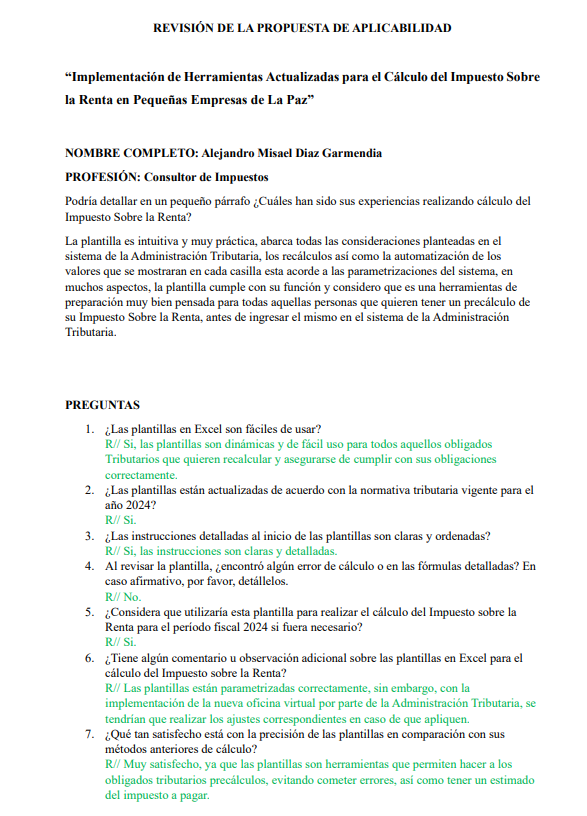 REVISIÓN DE LA PROPUESTA DE APLICABILIDAD
“Implementación de Herramientas Actualizadas para el Cálculo del Impuesto Sobre
la Renta en Pequeñas Empresas de La Paz”
NOMBRE COMPLETO: Alejandro Misael Diaz Garmendia
PROFESIÓN: Consultor de Impuestos
Podría detallar en un pequeño párrafo ¿Cuáles han sido sus experiencias realizando cálculo del
Impuesto Sobre la Renta?
La plantilla es intuitiva y muy práctica, abarca todas las consideraciones planteadas en el
sistema de la Administración Tributaria, los recálculos así como la automatización de los
valores que se mostraran en cada casilla esta acorde a las parametrizaciones del sistema, en
muchos aspectos, la plantilla cumple con su función y considero que es una herramientas de
preparación muy bien pensada para todas aquellas personas que quieren tener un precálculo de
su Impuesto Sobre la Renta, antes de ingresar el mismo en el sistema de la Administración
Tributaria.
PREGUNTAS
1. ¿Las plantillas en Excel son fáciles de usar?
R// Si, las plantillas son dinámicas y de fácil uso para todos aquellos obligados
Tributarios que quieren recalcular y asegurarse de cumplir con sus obligaciones
correctamente.
2. ¿Las plantillas están actualizadas de acuerdo con la normativa tributaria vigente para el
año 2024?
R// Si.
3. ¿Las instrucciones detalladas al inicio de las plantillas son claras y ordenadas?
R// Si, las instrucciones son claras y detalladas.
4. Al revisar la plantilla, ¿encontró algún error de cálculo o en las fórmulas detalladas? En
caso afirmativo, por favor, detállelos.
R// No.
5. ¿Considera que utilizaría esta plantilla para realizar el cálculo del Impuesto sobre la
Renta para el período fiscal 2024 si fuera necesario?
R// Si.
6. ¿Tiene algún comentario u observación adicional sobre las plantillas en Excel para el
cálculo del Impuesto sobre la Renta?
R// Las plantillas están parametrizadas correctamente, sin embargo, con la
implementación de la nueva oficina virtual por parte de la Administración Tributaria, se
tendrían que realizar los ajustes correspondientes en caso de que apliquen.
7. ¿Qué tan satisfecho está con la precisión de las plantillas en comparación con sus
métodos anteriores de cálculo?
R// Muy satisfecho, ya que las plantillas son herramientas que permiten hacer a los
obligados tributarios precálculos, evitando cometer errores, así como tener un estimado
del impuesto a pagar.